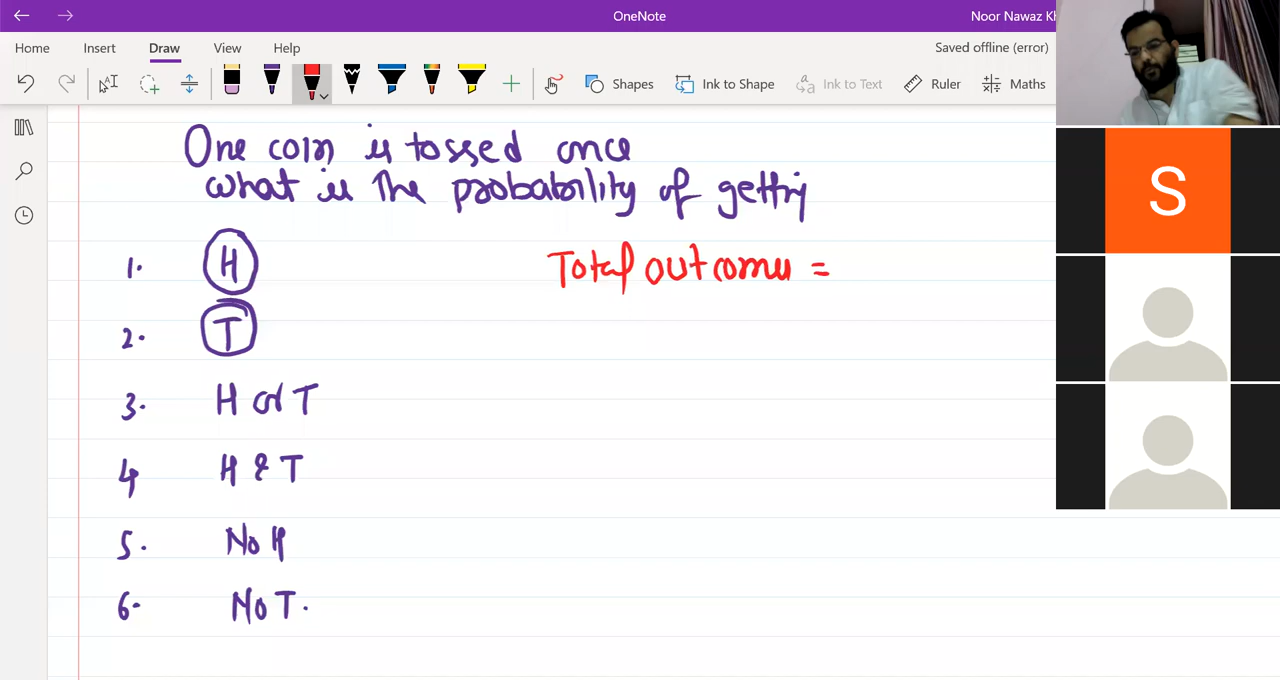 OneNote
Noor Nawaz Kh
Home Insert Draw View Help
Saved offline (error)
Shapes Ink to Shape Ink to Text Ruler Maths
One coin is tossed once
what is the probability of getting
1. H
Total outcomes =
2. T
3. H or T
4 H & T
5. No H
6. No T.
S